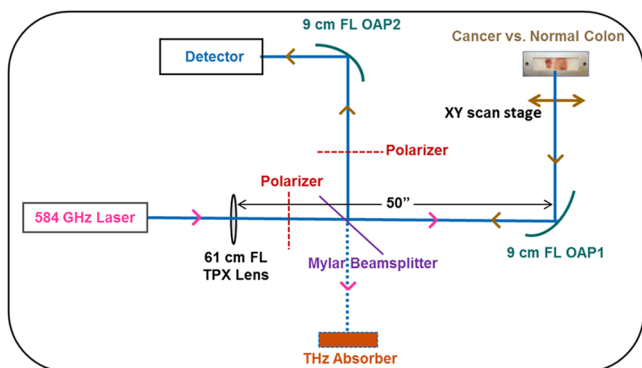 9 cm FL OAP2
Cancer vs. Normal Colon
Detector
XY scan stage
Polarizer
Polarizer
50”
584 GHz Laser
61 cm FL
TPX Lens
Mylar Beamsplitter
9 cm FL OAP1
THz Absorber